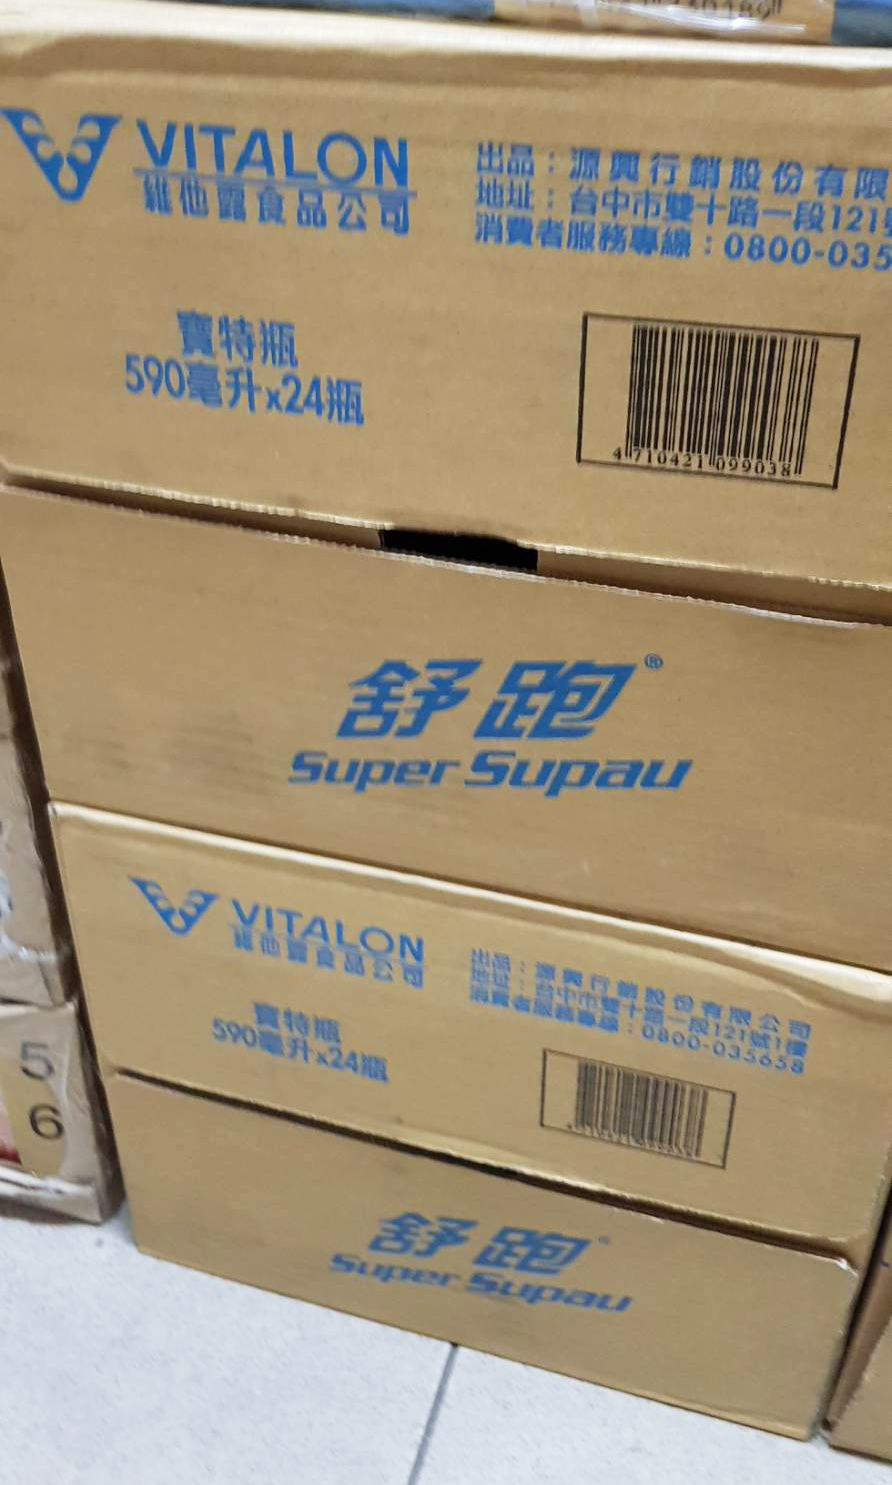 VITALON
維他露食品公司
出品：源興行銷股份有限
地址：台中市雙十路一段121
消費者服務專線：0800-035
寶特瓶
590毫升x24瓶
4 710421 099038
舒跑®
Super Supau
VITALON
維他露食品公司
出品：源興行銷股份有限公司
地址：台中市雙十路一段121號1樓
消費者服務專線：0800-035658
寶特瓶
590毫升x24瓶
5
6
舒跑
Super Supau